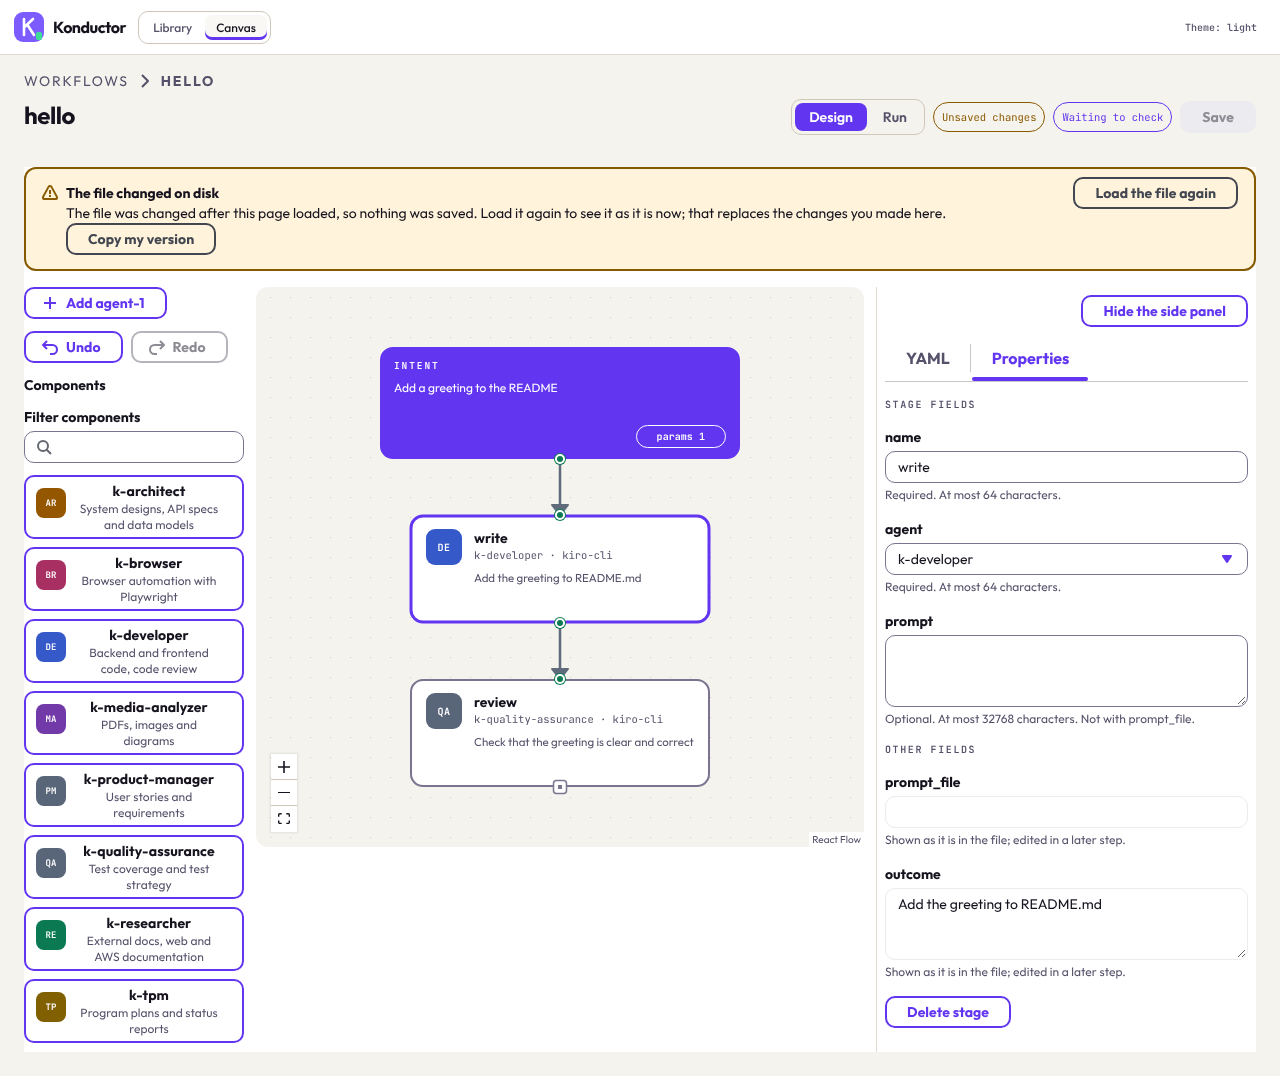 Konductor
Library
Canvas
Theme: light
WORKFLOWS > HELLO
hello
Design
Run
Unsaved changes
Waiting to check
Save
The file changed on disk
The file was changed after this page loaded, so nothing was saved. Load it again to see it as it is now; that replaces the changes you made here.
Copy my version
Load the file again
Add agent-1
Undo
Redo
Components
Filter components
AR
k-architect
System designs, API specs
and data models
BR
k-browser
Browser automation with
Playwright
DE
k-developer
Backend and frontend
code, code review
MA
k-media-analyzer
PDFs, images and
diagrams
PM
k-product-manager
User stories and
requirements
QA
k-quality-assurance
Test coverage and test
strategy
RE
k-researcher
External docs, web and
AWS documentation
TP
k-tpm
Program plans and status
reports
INTENT
Add a greeting to the README
params 1
DE
write
k-developer · kiro-cli
Add the greeting to README.md
QA
review
k-quality-assurance · kiro-cli
Check that the greeting is clear and correct
React Flow
Hide the side panel
YAML
Properties
STAGE FIELDS
name
write
Required. At most 64 characters.
agent
k-developer
Required. At most 64 characters.
prompt
Optional. At most 32768 characters. Not with prompt_file.
OTHER FIELDS
prompt_file
Shown as it is in the file; edited in a later step.
outcome
Add the greeting to README.md
Shown as it is in the file; edited in a later step.
Delete stage